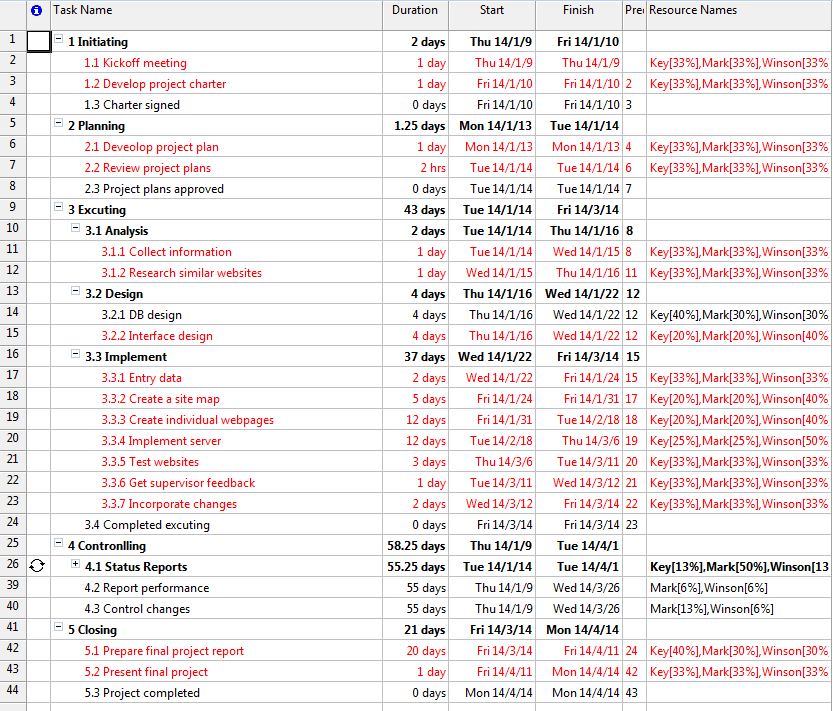 Task Name Duration Start Finish Pre Resource Names
1 1 Initiating 2 days Thu 14/1/9 Fri 14/1/10
2 1.1 Kickoff meeting 1 day Thu 14/1/9 Thu 14/1/9 Key[33%],Mark[33%],Winson[33%
3 1.2 Develop project charter 1 day Fri 14/1/10 Fri 14/1/10 2 Key[33%],Mark[33%],Winson[33%
4 1.3 Charter signed 0 days Fri 14/1/10 Fri 14/1/10 3
5 2 Planning 1.25 days Mon 14/1/13 Tue 14/1/14
6 2.1 Deveolop project plan 1 day Mon 14/1/13 Mon 14/1/13 4 Key[33%],Mark[33%],Winson[33%
7 2.2 Review project plans 2 hrs Tue 14/1/14 Tue 14/1/14 6 Key[33%],Mark[33%],Winson[33%
8 2.3 Project plans approved 0 days Tue 14/1/14 Tue 14/1/14 7
9 3 Excuting 43 days Tue 14/1/14 Fri 14/3/14
10 3.1 Analysis 2 days Tue 14/1/14 Thu 14/1/16 8
11 3.1.1 Collect information 1 day Tue 14/1/14 Wed 14/1/15 8 Key[33%],Mark[33%],Winson[33%
12 3.1.2 Research similar websites 1 day Wed 14/1/15 Thu 14/1/16 11 Key[33%],Mark[33%],Winson[33%
13 3.2 Design 4 days Thu 14/1/16 Wed 14/1/22 12
14 3.2.1 DB design 4 days Thu 14/1/16 Wed 14/1/22 12 Key[40%],Mark[30%],Winson[30%
15 3.2.2 Interface design 4 days Thu 14/1/16 Wed 14/1/22 12 Key[20%],Mark[20%],Winson[40%
16 3.3 Implement 37 days Wed 14/1/22 Fri 14/3/14 15
17 3.3.1 Entry data 2 days Wed 14/1/22 Fri 14/1/24 15 Key[33%],Mark[33%],Winson[33%
18 3.3.2 Create a site map 5 days Fri 14/1/24 Fri 14/1/31 17 Key[20%],Mark[20%],Winson[40%
19 3.3.3 Create individual webpages 12 days Fri 14/1/31 Tue 14/2/18 18 Key[20%],Mark[20%],Winson[40%
20 3.3.4 Implement server 12 days Tue 14/2/18 Thu 14/3/6 19 Key[25%],Mark[25%],Winson[50%
21 3.3.5 Test websites 3 days Thu 14/3/6 Tue 14/3/11 20 Key[33%],Mark[33%],Winson[33%
22 3.3.6 Get supervisor feedback 1 day Tue 14/3/11 Wed 14/3/12 21 Key[33%],Mark[33%],Winson[33%
23 3.3.7 Incorporate changes 2 days Wed 14/3/12 Fri 14/3/14 22 Key[33%],Mark[33%],Winson[33%
24 3.4 Completed excuting 0 days Fri 14/3/14 Fri 14/3/14 23
25 4 Contronlling 58.25 days Thu 14/1/9 Tue 14/4/1
26 4.1 Status Reports 55.25 days Tue 14/1/14 Tue 14/4/1 Key[13%],Mark[50%],Winson[13
39 4.2 Report performance 55 days Thu 14/1/9 Wed 14/3/26 Mark[6%],Winson[6%]
40 4.3 Control changes 55 days Thu 14/1/9 Wed 14/3/26 Mark[13%],Winson[6%]
41 5 Closing 21 days Fri 14/3/14 Mon 14/4/14
42 5.1 Prepare final project report 20 days Fri 14/3/14 Fri 14/4/11 24 Key[40%],Mark[30%],Winson[30%
43 5.2 Present final project 1 day Fri 14/4/11 Mon 14/4/14 42 Key[33%],Mark[33%],Winson[33%
44 5.3 Project completed 0 days Mon 14/4/14 Mon 14/4/14 43